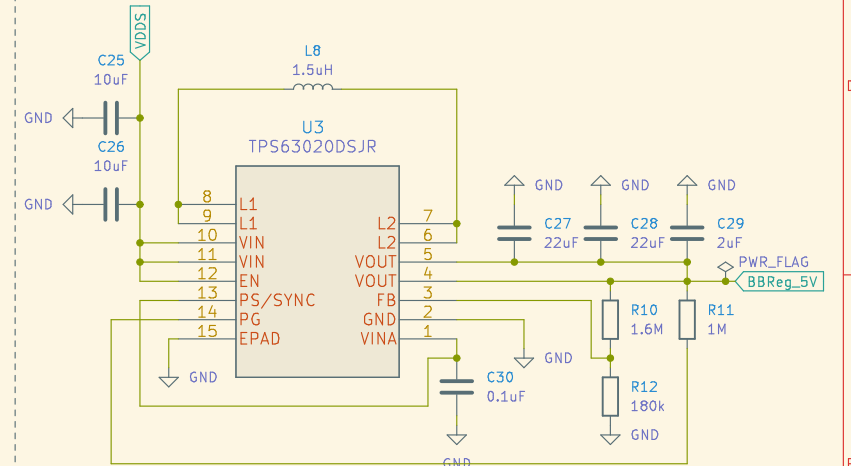 VDDS
C25
10uF
GND
C26
10uF
GND
L8
1.5uH
U3
TPS63020DSJR
8 L1
9 L1
10 VIN
11 VIN
12 EN
13 PS/SYNC
14 PG
15 EPAD
L2 7
L2 6
VOUT 5
VOUT 4
FB 3
GND 2
VINA 1
GND
GND
GND
C27
22uF
C28
22uF
C29
2uF
PWR_FLAG
BBReg_5V
R10
1.6M
R11
1M
GND
GND
C30
0.1uF
R12
180k
GND
GND